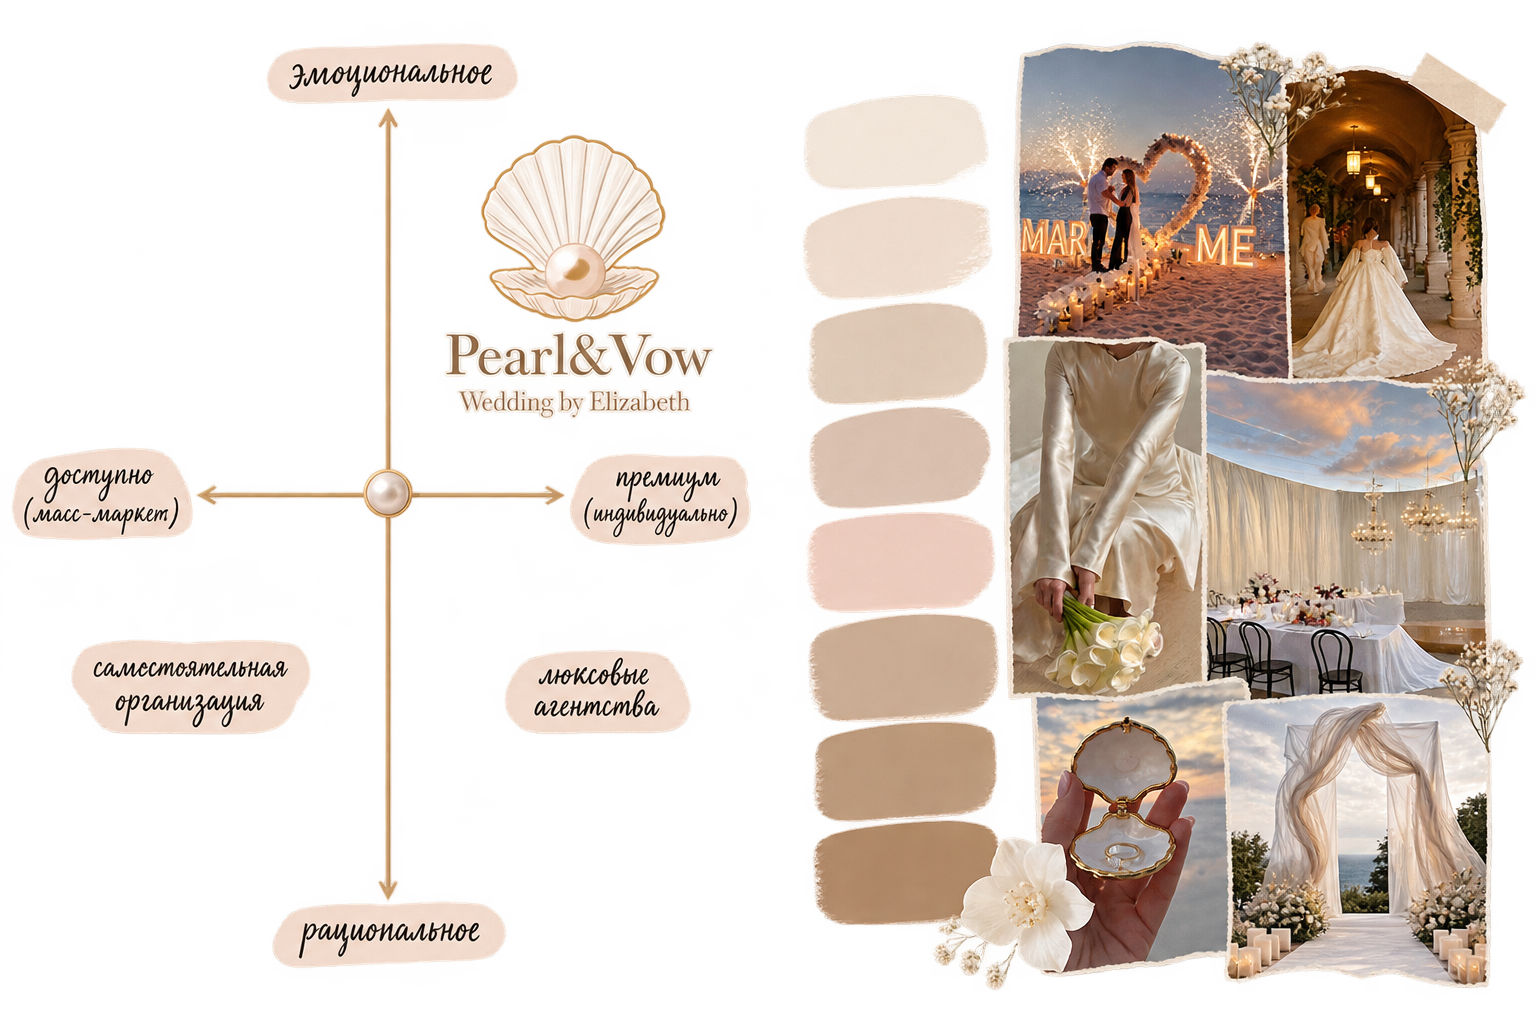 Эмоциональное
Pearl&Vow
Wedding by Elizabeth
доступно
(масс-маркет)
премиум
(индивидуально)
самостоятельная
организация
люксовые
агентства
рациональное
MAR
ME